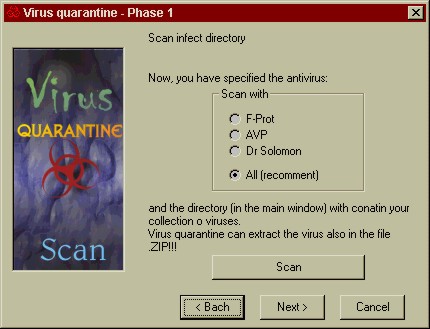 Virus quarantine - Phase 1
Scan infect directory
Now, you have specified the antivirus:
Scan with
F-Prot
AVP
Dr Solomon
All (recomment)
and the directory (in the main window) with conatin your
collection o viruses.
Virus quarantine can extract the virus also in the file
.ZIP!!!
Scan
< Bach
Next >
Cancel
Virus
QUARANTINE
Scan